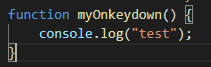 function myOnkeydown() {
    console.log("test");
}